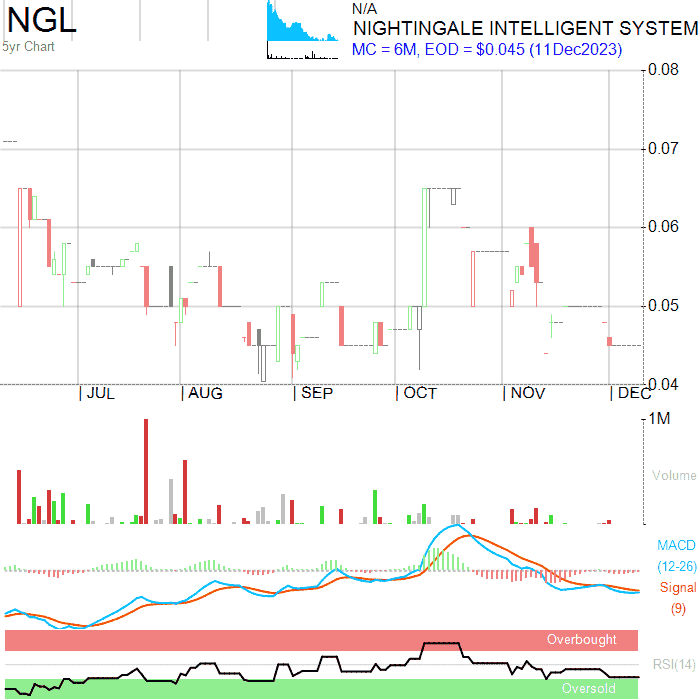 NGL
5yr Chart
N/A
NIGHTINGALE INTELLIGENT SYSTEM
MC = 6M, EOD = $0.045 (11Dec2023)
0.08
0.07
0.06
0.05
0.04
JUL AUG SEP OCT NOV DEC
1M
Volume
MACD
(12-26)
Signal
(9)
Overbought
RSI(14)
Oversold